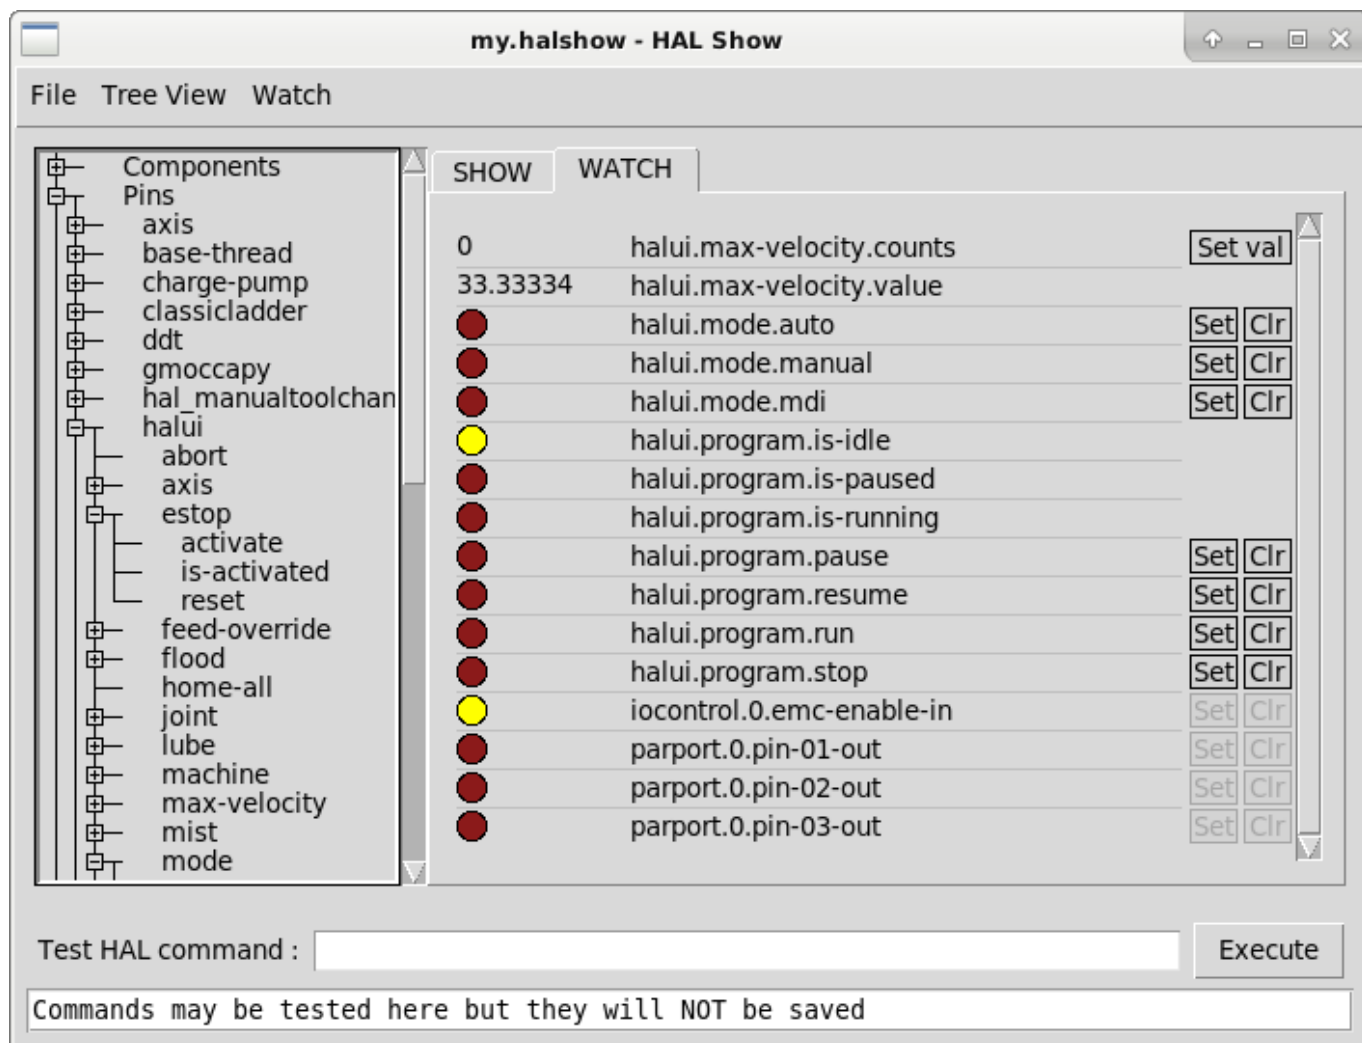 my.halshow - HAL Show
File Tree View Watch
Components
Pins
axis
base-thread
charge-pump
classicladder
ddt
gmoccapy
hal_manualtoolchan
halui
abort
axis
estop
activate
is-activated
reset
feed-override
flood
home-all
joint
lube
machine
max-velocity
mist
mode
SHOW WATCH
0 halui.max-velocity.counts Set val
33.33334 halui.max-velocity.value
halui.mode.auto Set Clr
halui.mode.manual Set Clr
halui.mode.mdi Set Clr
halui.program.is-idle
halui.program.is-paused
halui.program.is-running
halui.program.pause Set Clr
halui.program.resume Set Clr
halui.program.run Set Clr
halui.program.stop Set Clr
iocontrol.0.emc-enable-in Set Clr
parport.0.pin-01-out Set Clr
parport.0.pin-02-out Set Clr
parport.0.pin-03-out Set Clr
Test HAL command : Execute
Commands may be tested here but they will NOT be saved